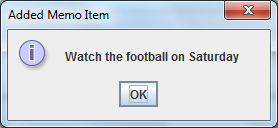 Added Memo Item
Watch the football on Saturday
OK